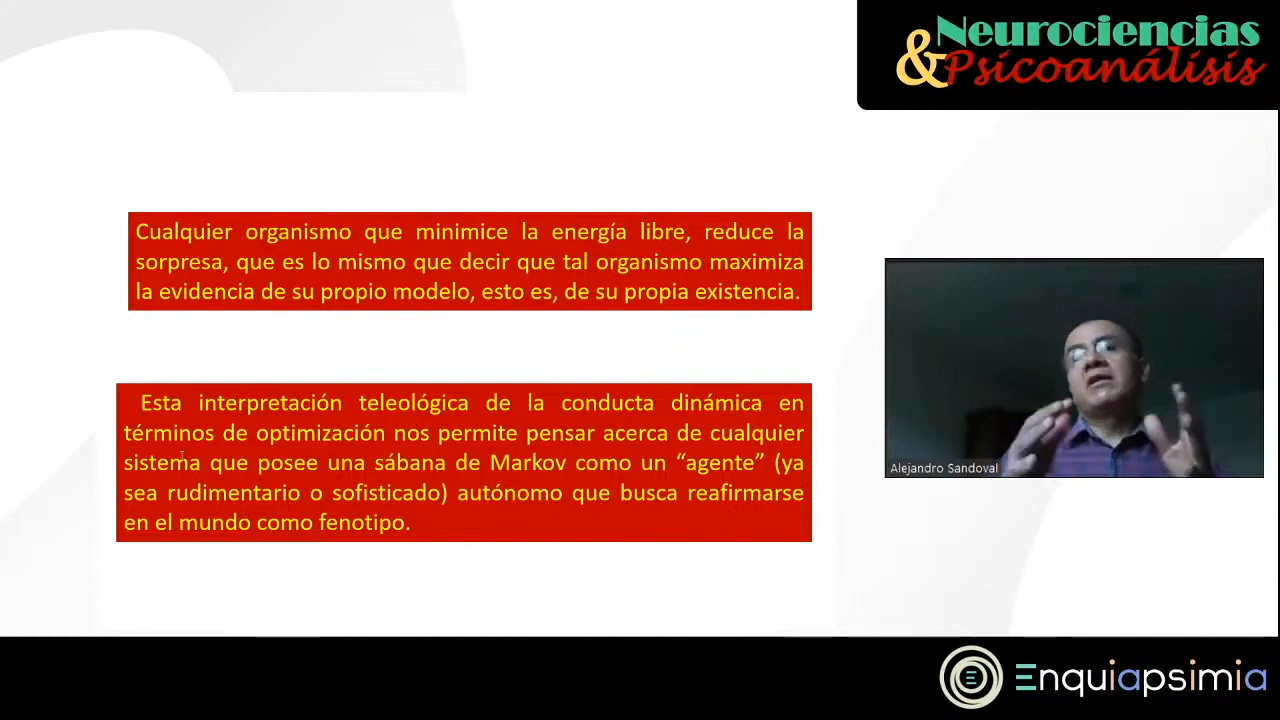 Neurociencias
& Psicoanálisis
Cualquier organismo que minimice la energía libre, reduce la
sorpresa, que es lo mismo que decir que tal organismo maximiza
la evidencia de su propio modelo, esto es, de su propia existencia.
Esta interpretación teleológica de la conducta dinámica en
términos de optimización nos permite pensar acerca de cualquier
sistema que posee una sábana de Markov como un “agente” (ya
sea rudimentario o sofisticado) autónomo que busca reafirmarse
en el mundo como fenotipo.
Alejandro Sandoval
Enquiapsimia